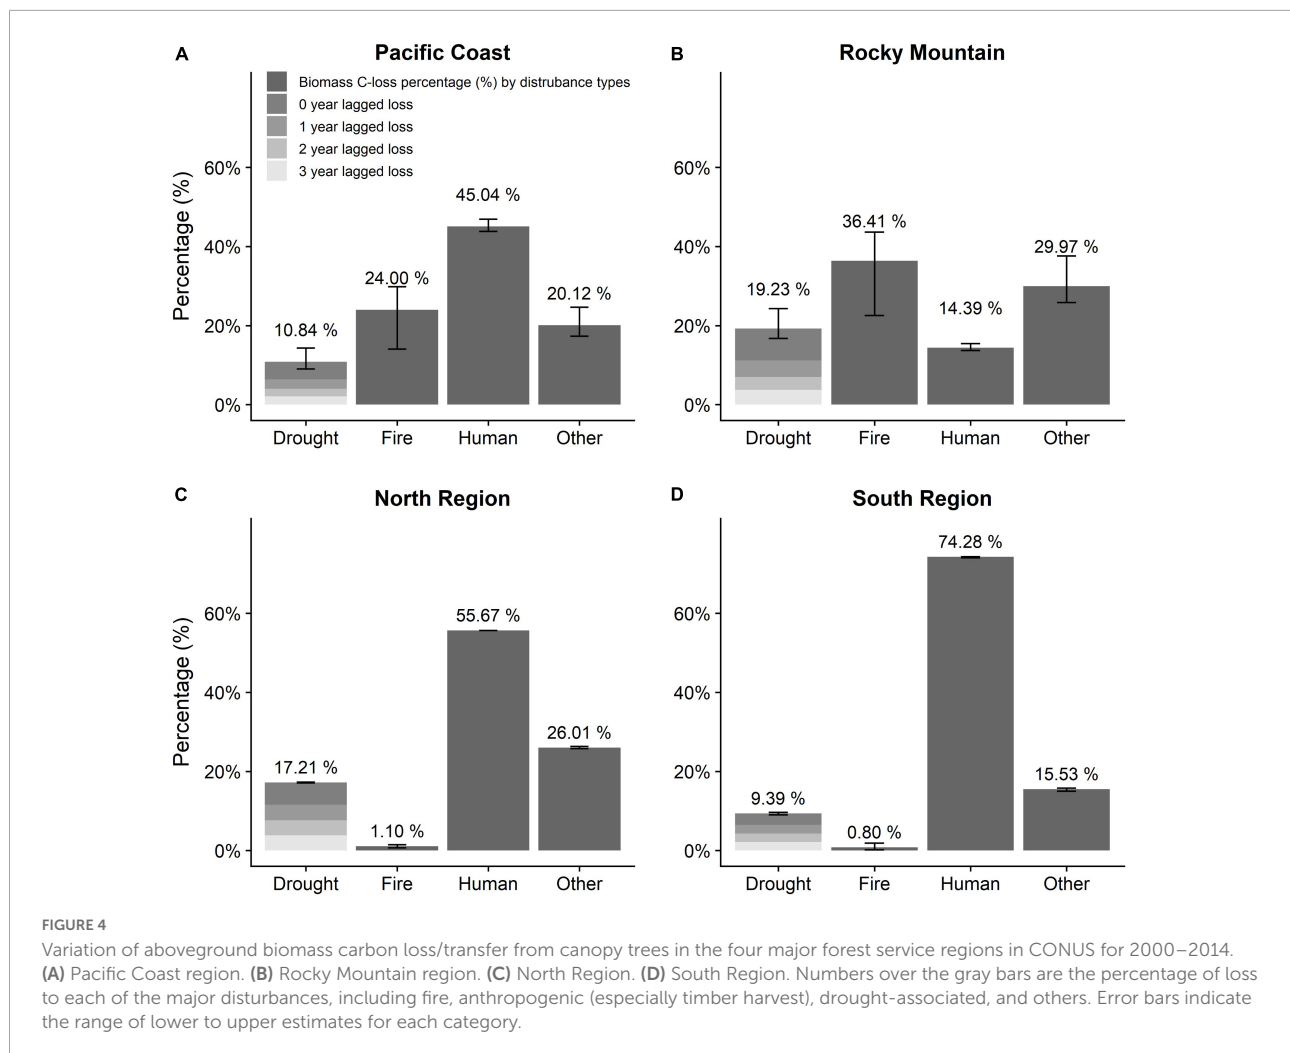 A
Pacific Coast
Biomass C-loss percentage (%) by distrubance types
0 year lagged loss
1 year lagged loss
2 year lagged loss
3 year lagged loss
Percentage (%)
60%
40%
20%
0%
10.84 %
24.00 %
45.04 %
20.12 %
Drought Fire Human Other
B
Rocky Mountain
60%
40%
20%
0%
19.23 %
36.41 %
14.39 %
29.97 %
Drought Fire Human Other
C
North Region
Percentage (%)
60%
40%
20%
0%
17.21 %
1.10 %
55.67 %
26.01 %
Drought Fire Human Other
D
South Region
60%
40%
20%
0%
9.39 %
0.80 %
74.28 %
15.53 %
Drought Fire Human Other
FIGURE 4
Variation of aboveground biomass carbon loss/transfer from canopy trees in the four major forest service regions in CONUS for 2000–2014.
(A) Pacific Coast region. (B) Rocky Mountain region. (C) North Region. (D) South Region. Numbers over the gray bars are the percentage of loss
to each of the major disturbances, including fire, anthropogenic (especially timber harvest), drought-associated, and others. Error bars indicate
the range of lower to upper estimates for each category.